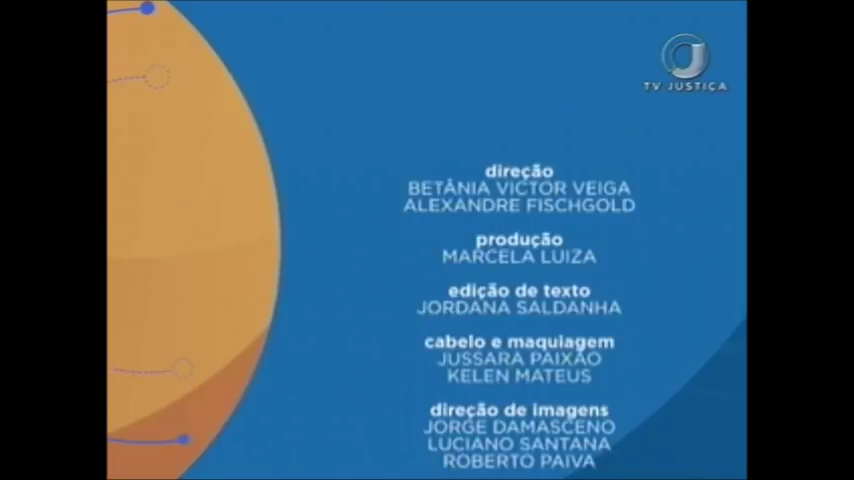 TV JUSTIÇA
direção
BETÂNIA VICTOR VEIGA
ALEXANDRE FISCHGOLD
produção
MARCELA LUIZA
edição de texto
JORDANA SALDANHA
cabelo e maquiagem
JUSSARA PAIXÃO
KELEN MATEUS
direção de imagens
JORGE DAMASCENO
LUCIANO SANTANA
ROBERTO PAIVA